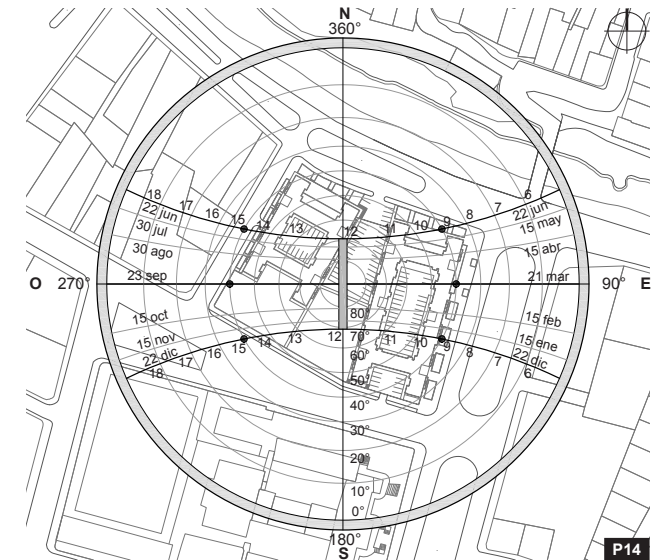 N
360°
18 17 16 15 14 13 12 11 10 9 8 7 6
22 jun 22 jun
30 jul 15 may
30 ago 15 abr
O 270° 23 sep 21 mar 90° E
15 oct 80° 15 feb
15 nov 70° 15 ene
22 dic 60° 22 dic
18 17 16 15 14 13 12 11 10 9 8 7 6
50°
40°
30°
20°
10°
0°
180°
S
P14